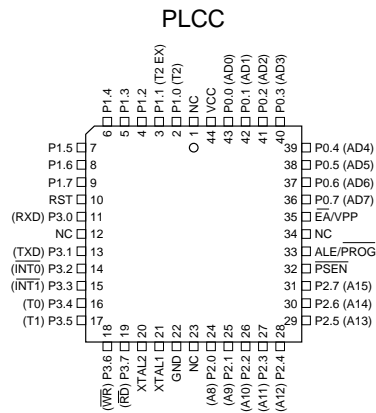 PLCC
P1.4
P1.3
P1.2
P1.1 (T2 EX)
P1.0 (T2)
NC
VCC
P0.0 (AD0)
P0.1 (AD1)
P0.2 (AD2)
P0.3 (AD3)
6
5
4
3
2
1
44
43
42
41
40
P1.5 7
P1.6 8
P1.7 9
RST 10
(RXD) P3.0 11
NC 12
(TXD) P3.1 13
(INT0) P3.2 14
(INT1) P3.3 15
(T0) P3.4 16
(T1) P3.5 17
39 P0.4 (AD4)
38 P0.5 (AD5)
37 P0.6 (AD6)
36 P0.7 (AD7)
35 EA/VPP
34 NC
33 ALE/PROG
32 PSEN
31 P2.7 (A15)
30 P2.6 (A14)
29 P2.5 (A13)
18
19
20
21
22
23
24
25
26
27
28
(WR) P3.6
(RD) P3.7
XTAL2
XTAL1
GND
NC
(A8) P2.0
(A9) P2.1
(A10) P2.2
(A11) P2.3
(A12) P2.4